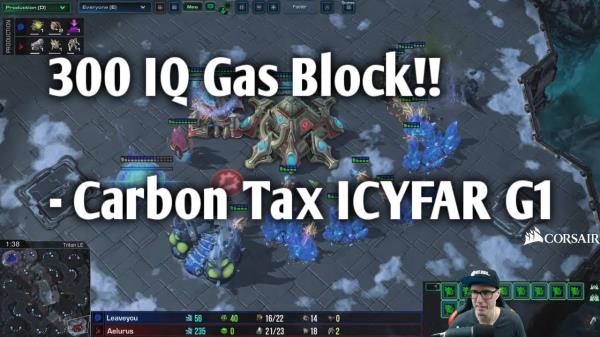 Production (D)
Everyone (E)
Menu
Faster
PRODUCTION
300 IQ Gas Block!!
- Carbon Tax ICYFAR G1
CORSAIR
1:38
Triton LE
Leaveyou 56 40 16/22 14 0
Aelurus 235 0 21/23 18 2